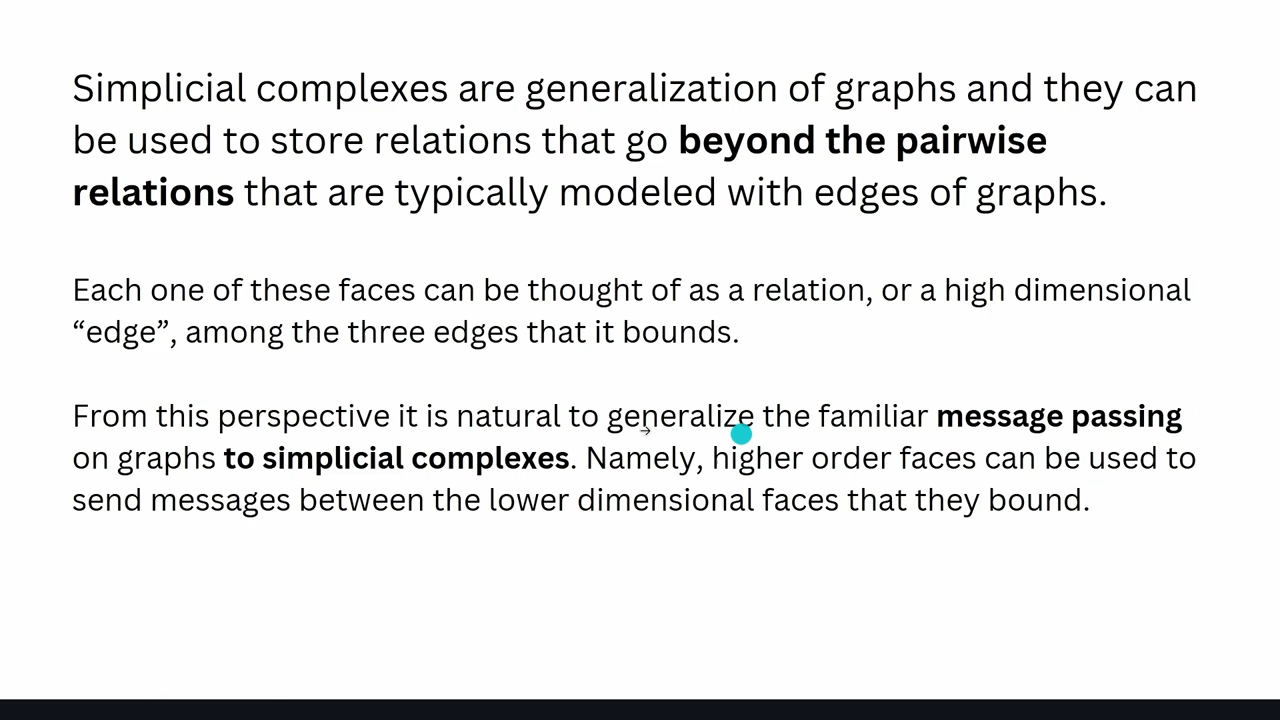 Simplicial complexes are generalization of graphs and they can
be used to store relations that go beyond the pairwise
relations that are typically modeled with edges of graphs.
Each one of these faces can be thought of as a relation, or a high dimensional
“edge”, among the three edges that it bounds.
From this perspective it is natural to generalize the familiar message passing
on graphs to simplicial complexes. Namely, higher order faces can be used to
send messages between the lower dimensional faces that they bound.